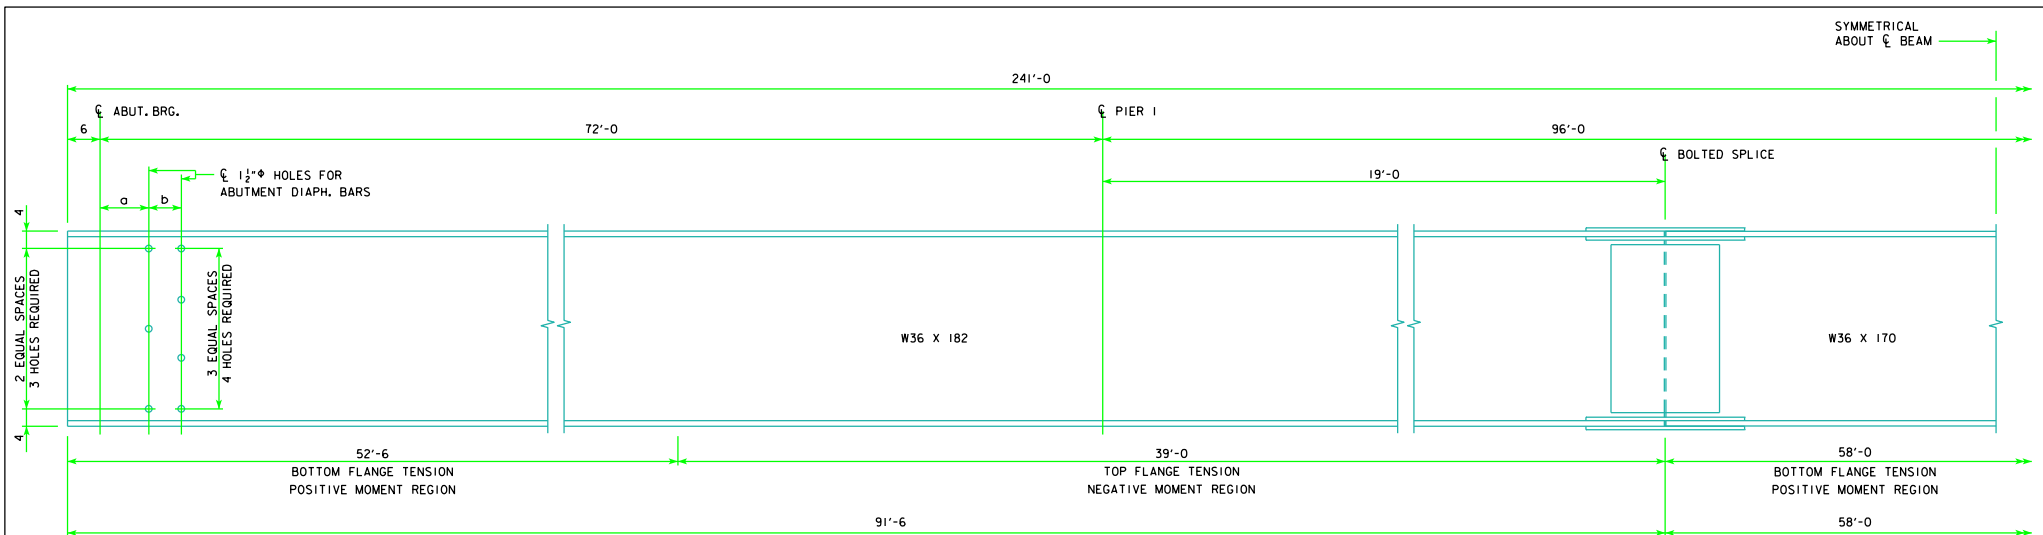 SYMMETRICAL
ABOUT ℄ BEAM
241'-0
℄ ABUT. BRG.
℄ PIER 1
6
72'-0
96'-0
℄ BOLTED SPLICE
℄ 1½"Φ HOLES FOR
ABUTMENT DIAPH. BARS
19'-0
a
b
4
2 EQUAL SPACES
3 HOLES REQUIRED
3 EQUAL SPACES
4 HOLES REQUIRED
W36 X 182
W36 X 170
4
52'-6
BOTTOM FLANGE TENSION
POSITIVE MOMENT REGION
39'-0
TOP FLANGE TENSION
NEGATIVE MOMENT REGION
58'-0
BOTTOM FLANGE TENSION
POSITIVE MOMENT REGION
91'-6
58'-0